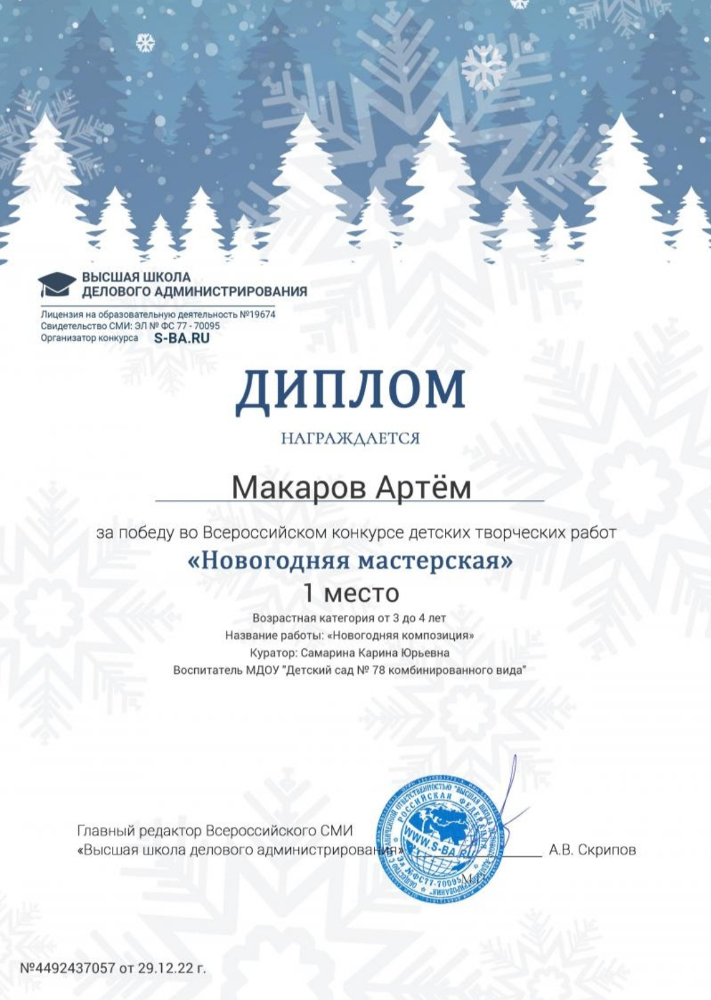 ВЫСШАЯ ШКОЛА
ДЕЛОВОГО АДМИНИСТРИРОВАНИЯ
Лицензия на образовательную деятельность №19674
Свидетельство СМИ: ЭЛ № ФС 77 - 70095
Организатор конкурса S-BA.RU
ДИПЛОМ
НАГРАЖДАЕТСЯ
Макаров Артём
за победу во Всероссийском конкурсе детских творческих работ
«Новогодняя мастерская»
1 место
Возрастная категория от 3 до 4 лет
Название работы: «Новогодняя композиция»
Куратор: Самарина Карина Юрьевна
Воспитатель МДОУ "Детский сад № 78 комбинированного вида"
Главный редактор Всероссийского СМИ
«Высшая школа делового администрирования»
А.В. Скрипов
РОССИЙСКАЯ ФЕДЕРАЦИЯ
WWW.S-BA.RU
Эл №ФС77-70095
М.П.
№4492437057 от 29.12.22 г.